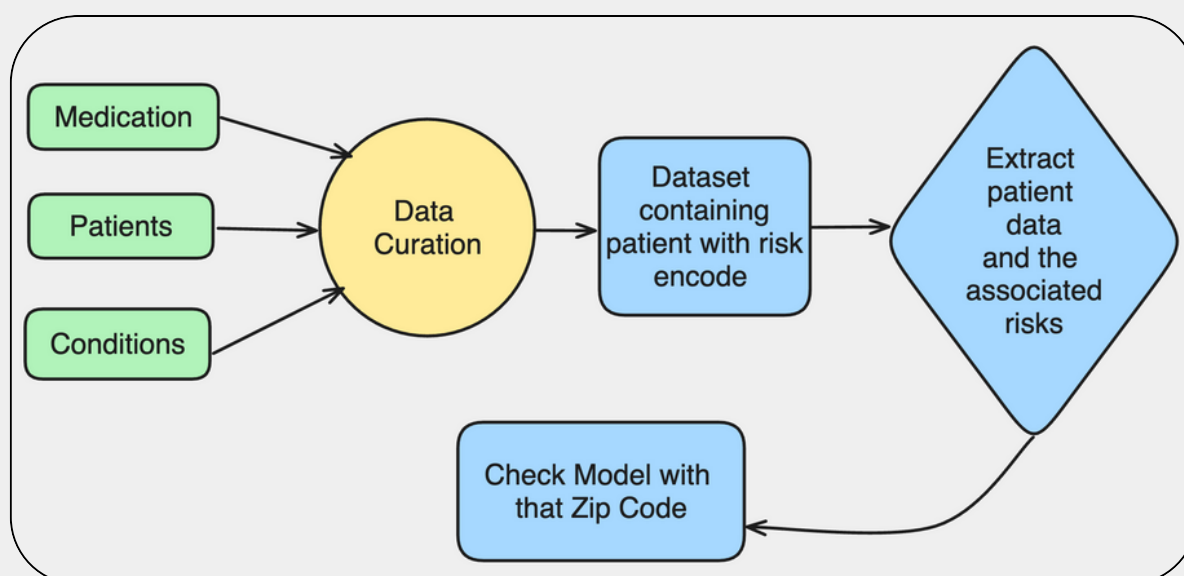 Medication
Patients
Conditions
Data
Curation
Dataset
containing
patient with risk
encode
Extract
patient
data
and the
associated
risks
Check Model with
that Zip Code